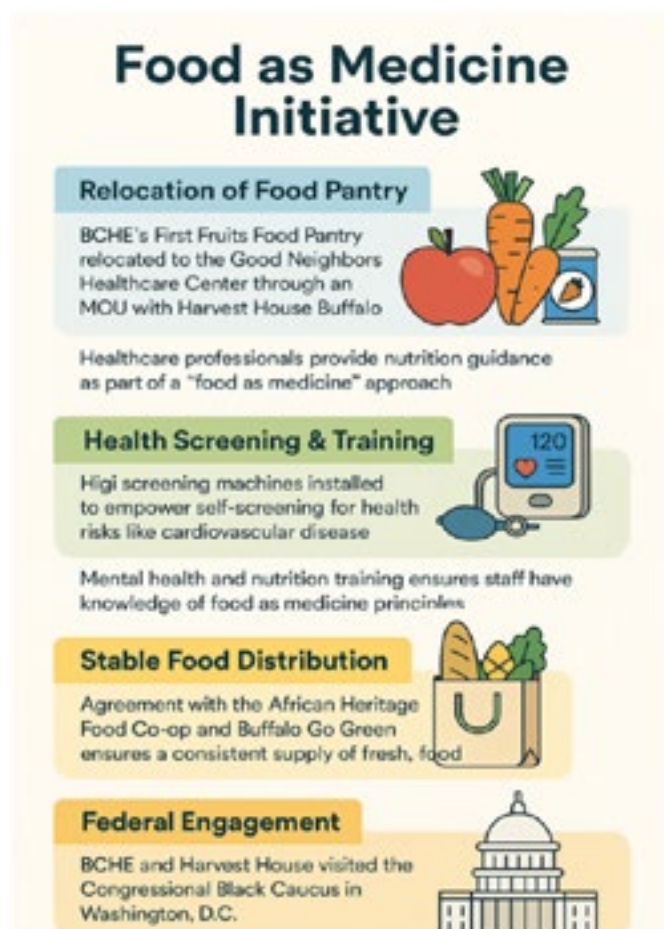 Food as Medicine
Initiative
Relocation of Food Pantry
BCHE's First Fruits Food Pantry
relocated to the Good Neighbors
Healthcare Center through an
MOU with Harvest House Buffalo
Healthcare professionals provide nutrition guidance
as part of a "food as medicine" approach
Health Screening & Training
120
Higi screening machines installed
to empower self-screening for health
risks like cardiovascular disease
Mental health and nutrition training ensures staff have
knowledge of food as medicine principles
Stable Food Distribution
Agreement with the African Heritage
Food Co-op and Buffalo Go Green
ensures a consistent supply of fresh, food
Federal Engagement
BCHE and Harvest House visited the
Congressional Black Caucus in
Washington, D.C.